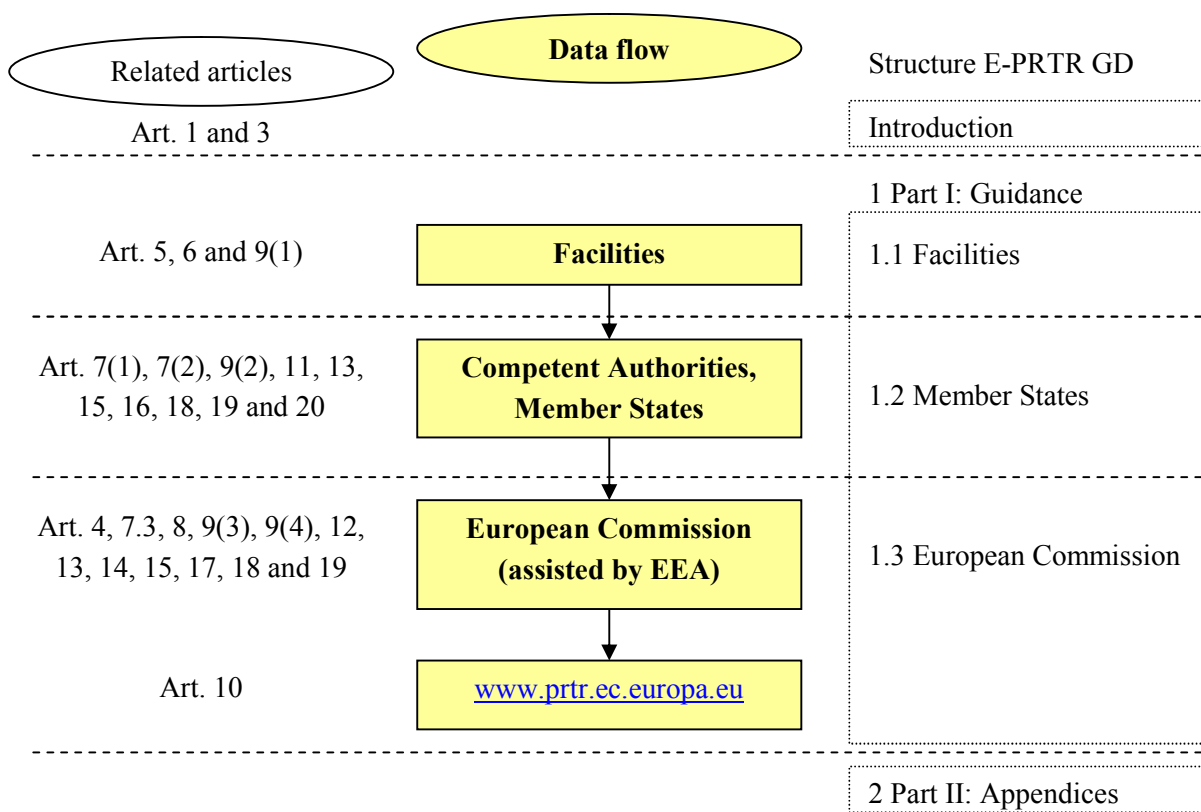 Related articles
Data flow
Structure E-PRTR GD
Art. 1 and 3
Introduction
1 Part I: Guidance
Art. 5, 6 and 9(1)
Facilities
1.1 Facilities
Art. 7(1), 7(2), 9(2), 11, 13,
15, 16, 18, 19 and 20
Competent Authorities,
Member States
1.2 Member States
Art. 4, 7.3, 8, 9(3), 9(4), 12,
13, 14, 15, 17, 18 and 19
European Commission
(assisted by EEA)
1.3 European Commission
Art. 10
www.prtr.ec.europa.eu
2 Part II: Appendices